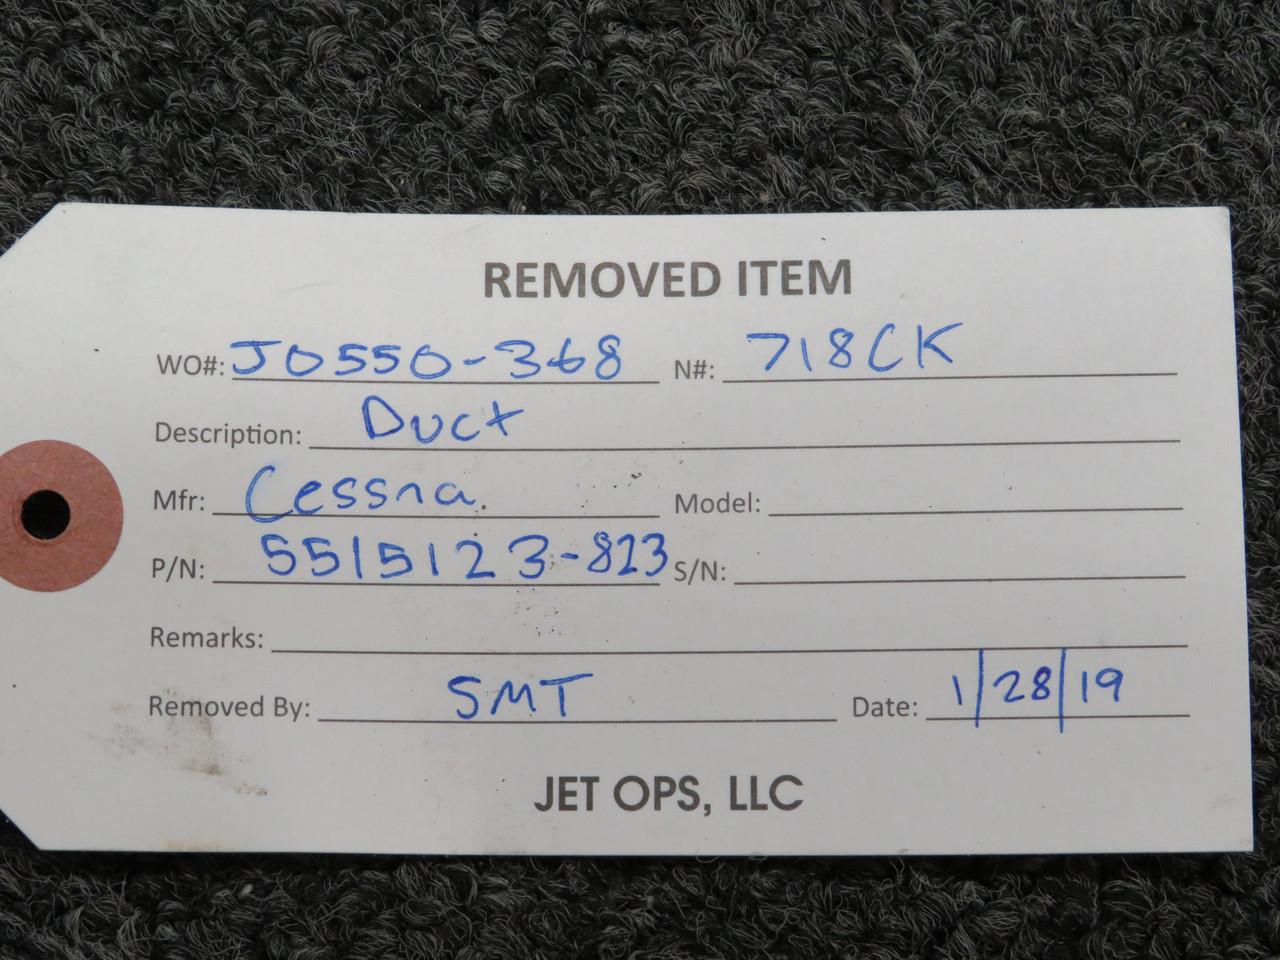 REMOVED ITEM
WO#: JO550-368 N#: 718CK
Description: Duct
Mfr: Cessna. Model:
P/N: 5515123-823 S/N:
Remarks:
Removed By: SMT Date: 1/28/19
JET OPS, LLC